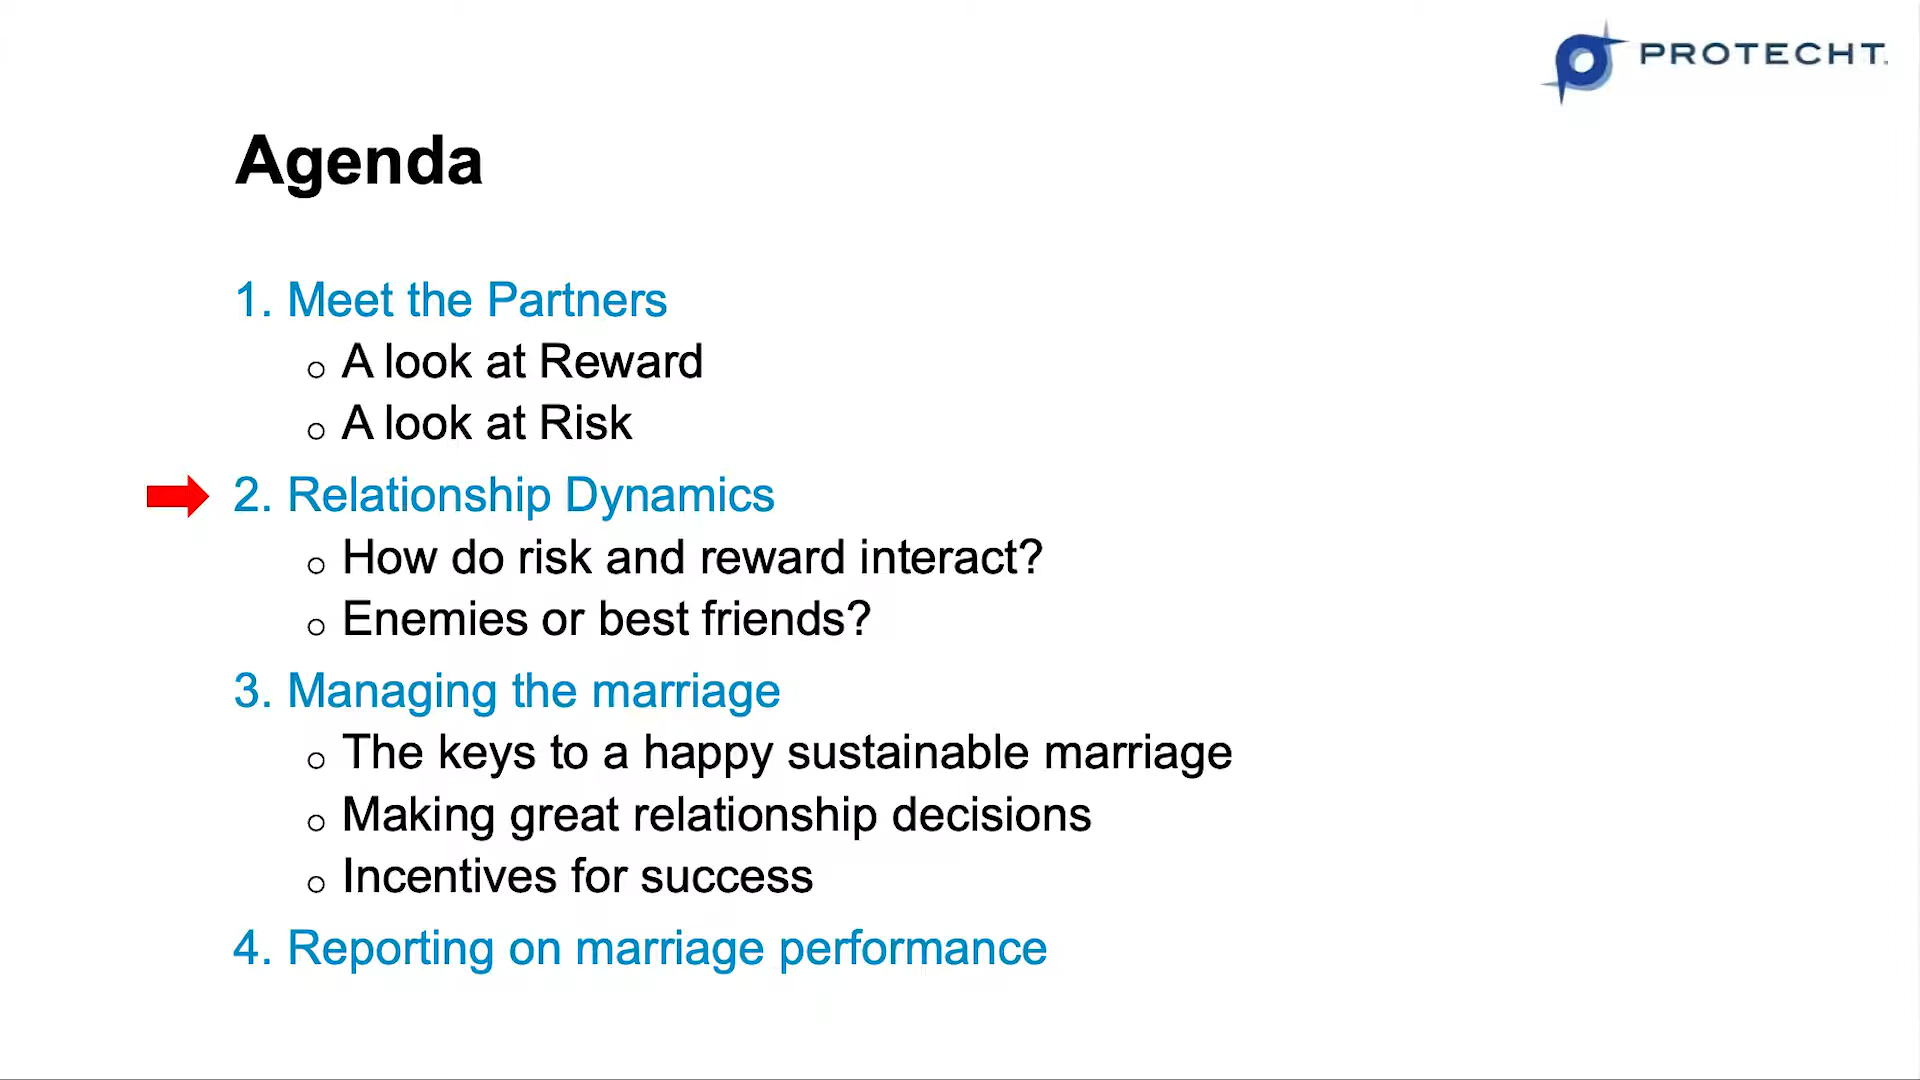 PROTECHT
Agenda
1. Meet the Partners
o A look at Reward
o A look at Risk
2. Relationship Dynamics
o How do risk and reward interact?
o Enemies or best friends?
3. Managing the marriage
o The keys to a happy sustainable marriage
o Making great relationship decisions
o Incentives for success
4. Reporting on marriage performance